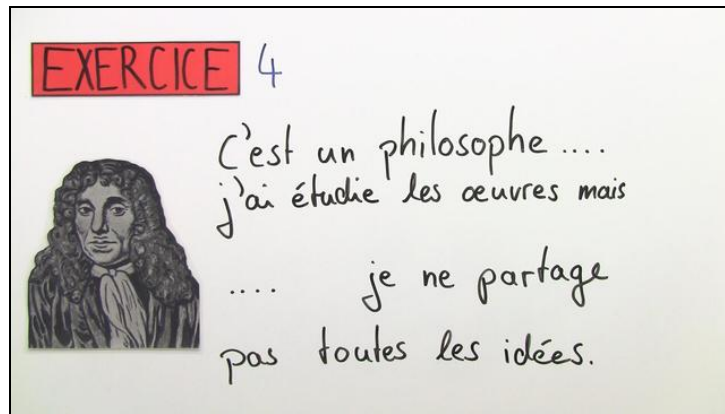 EXERCICE 4
C'est un philosophe ....
j'ai étudie les œuvres mais
.... je ne partage
pas toutes les idées.